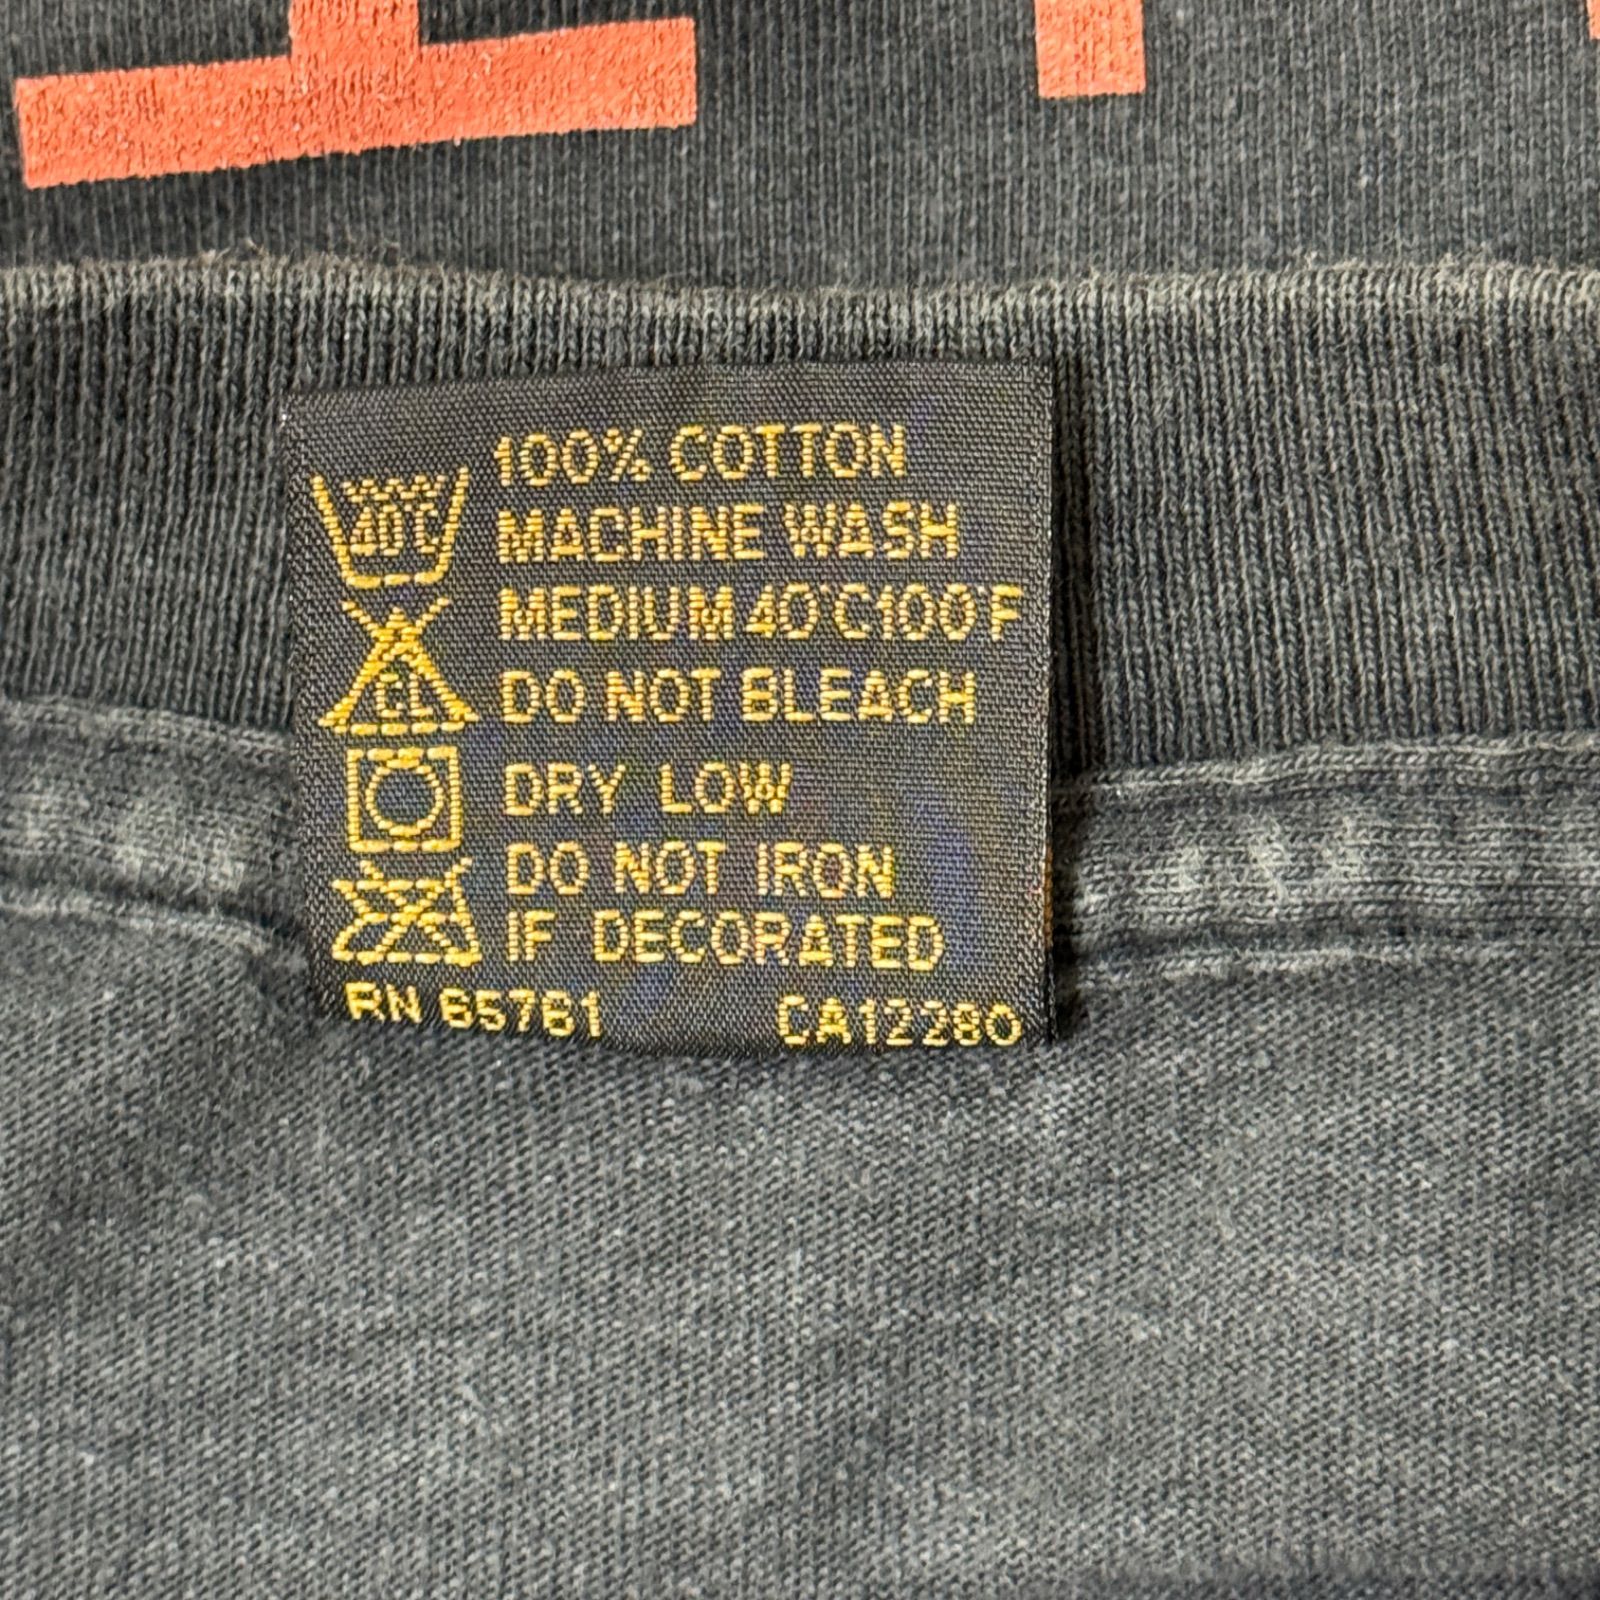 100% COTTON
40°C
MACHINE WASH
MEDIUM 40°C100°F
CL
DO NOT BLEACH
DRY LOW
DO NOT IRON
IF DECORATED
RN 65761 CA12280